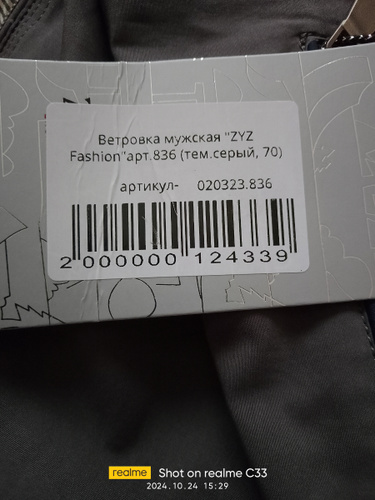 Ветровка мужская "ZYZ
Fashion"арт.836 (тем.серый, 70)
артикул- 020323.836
2 000000 124339
realme Shot on realme C33
2024.10.24 15:29